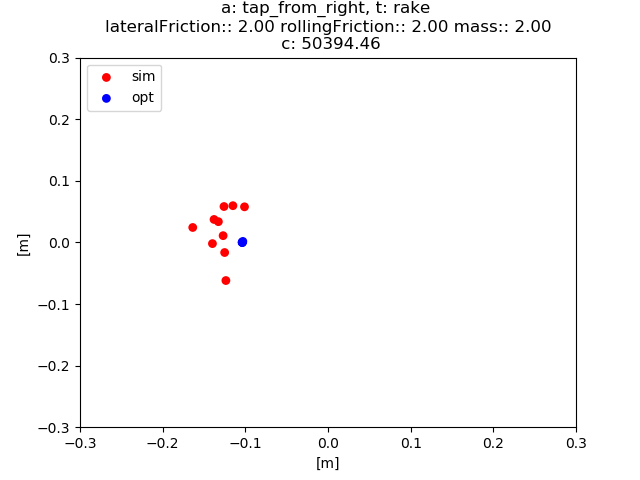 a: tap_from_right, t: rake
lateralFriction:: 2.00 rollingFriction:: 2.00 mass:: 2.00
c: 50394.46
sim
opt
0.3
0.2
0.1
0.0
−0.1
−0.2
−0.3
[m]
−0.3 −0.2 −0.1 0.0 0.1 0.2 0.3
[m]